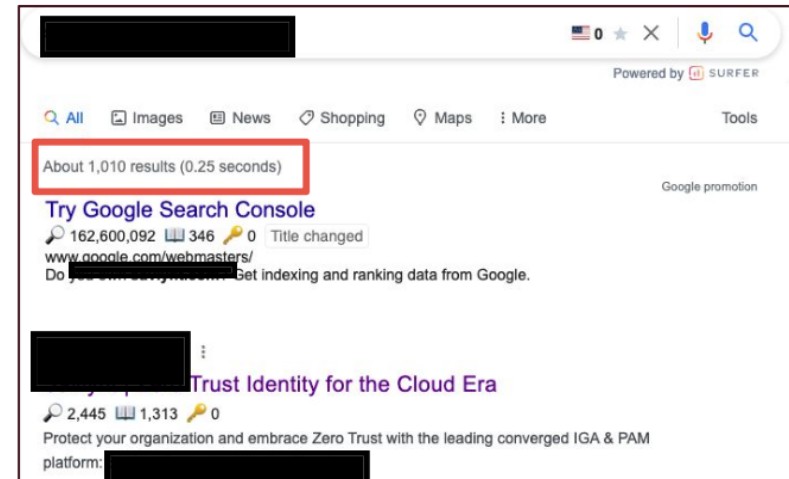 0
Powered by SURFER
All Images News Shopping Maps More Tools
About 1,010 results (0.25 seconds)
Google promotion
Try Google Search Console
162,600,092 346 0 Title changed
www.google.com/webmasters/
Do Get indexing and ranking data from Google.
Trust Identity for the Cloud Era
2,445 1,313 0
Protect your organization and embrace Zero Trust with the leading converged IGA & PAM
platform: